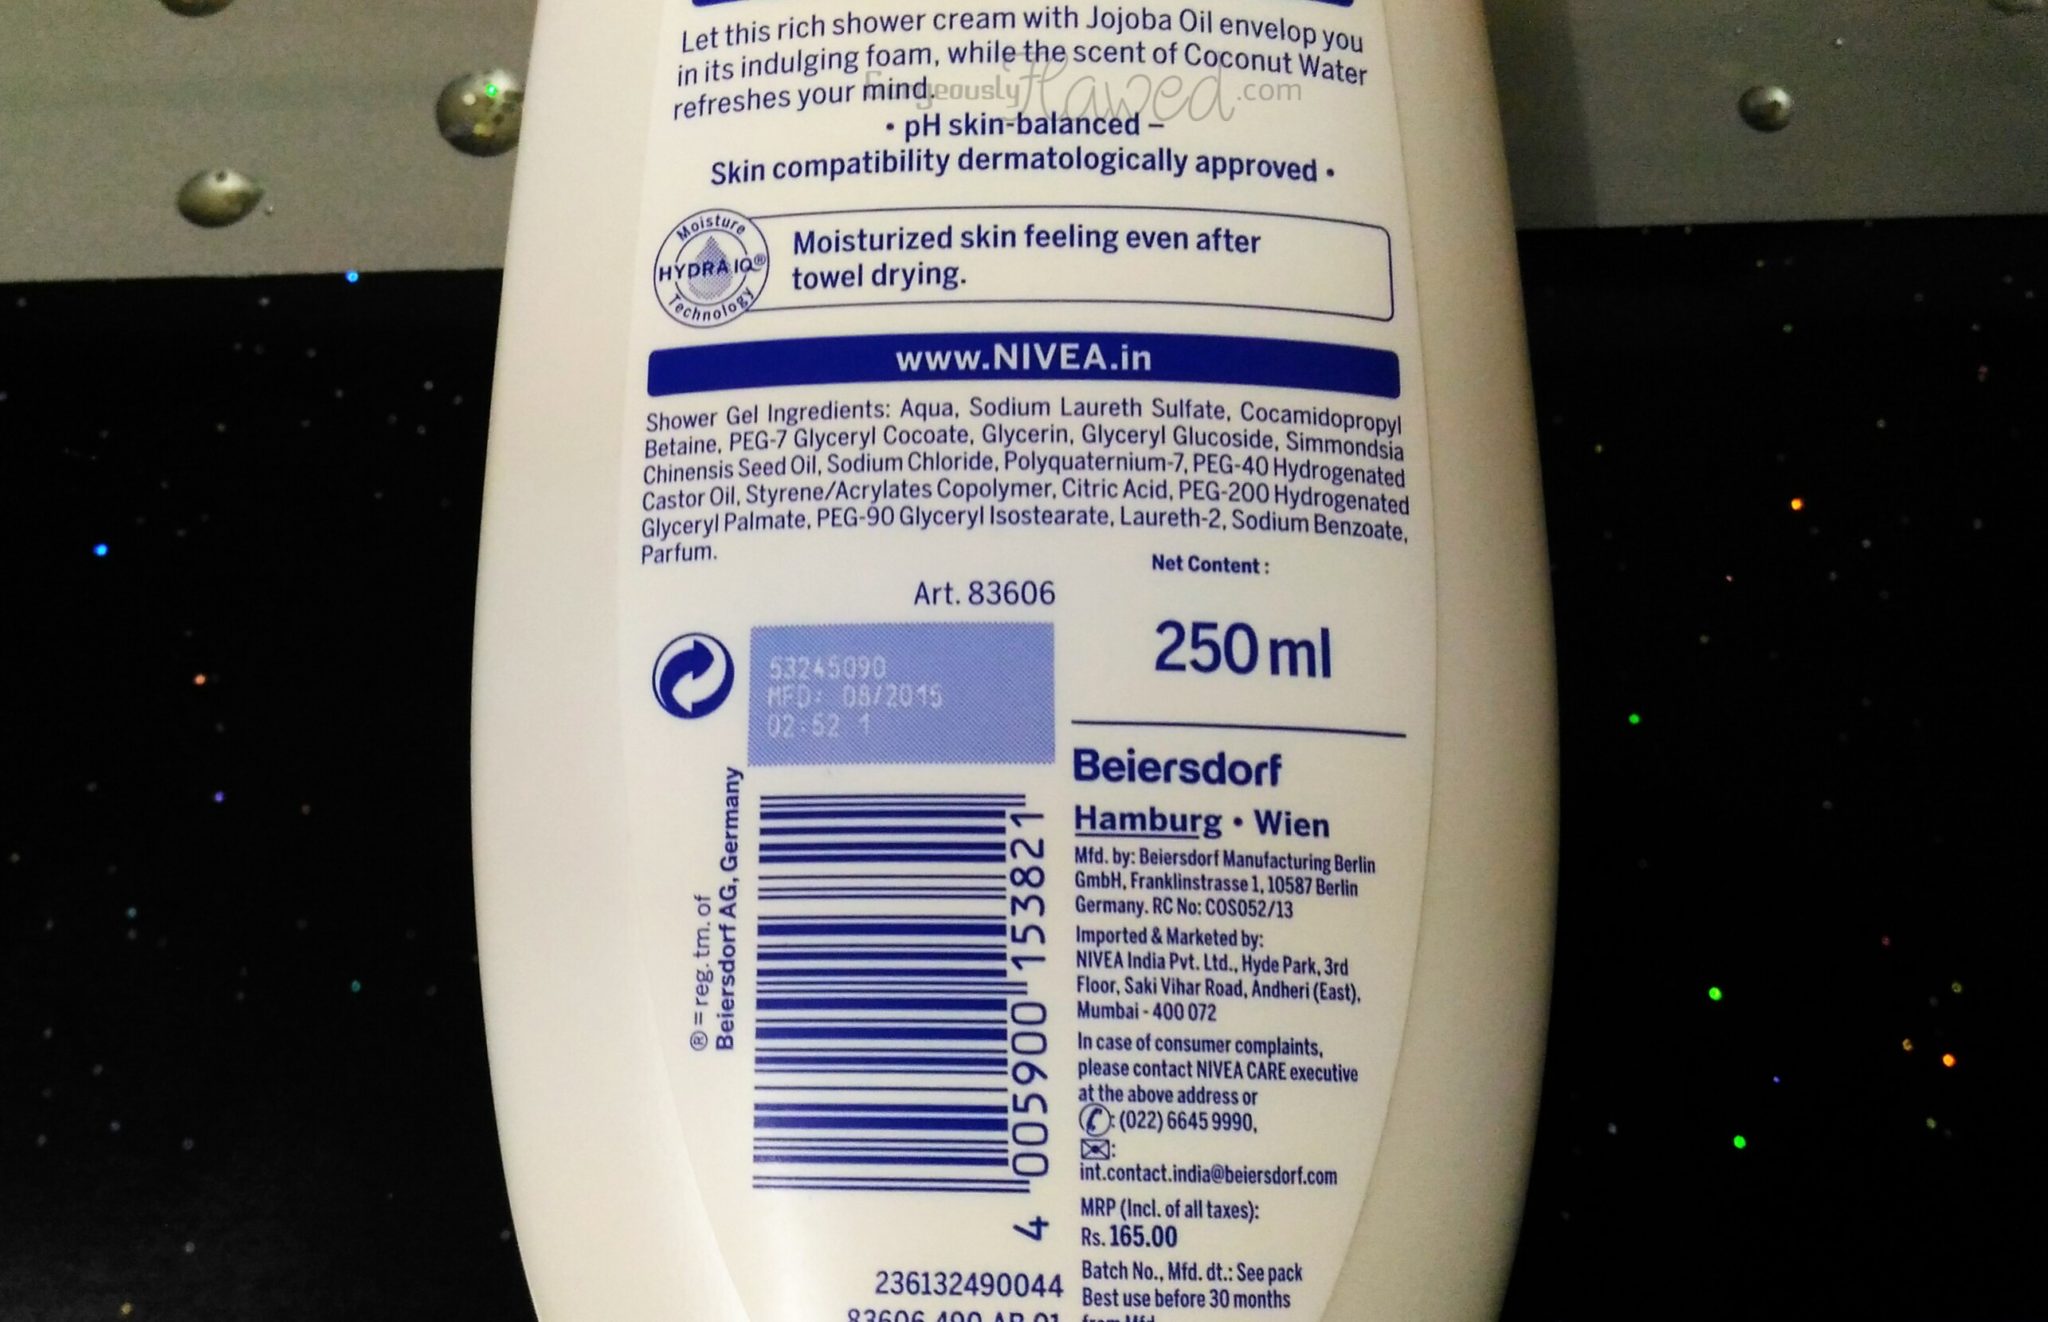 Let this rich shower cream with Jojoba Oil envelop you
in its indulging foam, while the scent of Coconut Water
refreshes your mind.
Flawed.com
• pH skin-balanced –
Skin compatibility dermatologically approved •
Moisture
HYDRA IQ®
Technology
Moisturized skin feeling even after
towel drying.
www.NIVEA.in
Shower Gel Ingredients: Aqua, Sodium Laureth Sulfate, Cocamidopropyl
Betaine, PEG-7 Glyceryl Cocoate, Glycerin, Glyceryl Glucoside, Simmondsia
Chinensis Seed Oil, Sodium Chloride, Polyquaternium-7, PEG-40 Hydrogenated
Castor Oil, Styrene/Acrylates Copolymer, Citric Acid, PEG-200 Hydrogenated
Glyceryl Palmate, PEG-90 Glyceryl Isostearate, Laureth-2, Sodium Benzoate,
Parfum.
Art. 83606
Net Content :
250 ml
53245090
MFD: 08/2015
02:52 1
® = reg. tm. of
Beiersdorf AG, Germany
4 005900 153821
236132490044
Beiersdorf
Hamburg • Wien
Mfd. by: Beiersdorf Manufacturing Berlin
GmbH, Franklinstrasse 1, 10587 Berlin
Germany. RC No: COS052/13
Imported & Marketed by:
NIVEA India Pvt. Ltd., Hyde Park, 3rd
Floor, Saki Vihar Road, Andheri (East),
Mumbai - 400 072
In case of consumer complaints,
please contact NIVEA CARE executive
at the above address or
: (022) 6645 9990,
:
int.contact.india@beiersdorf.com
MRP (Incl. of all taxes):
Rs. 165.00
Batch No., Mfd. dt.: See pack
Best use before 30 months